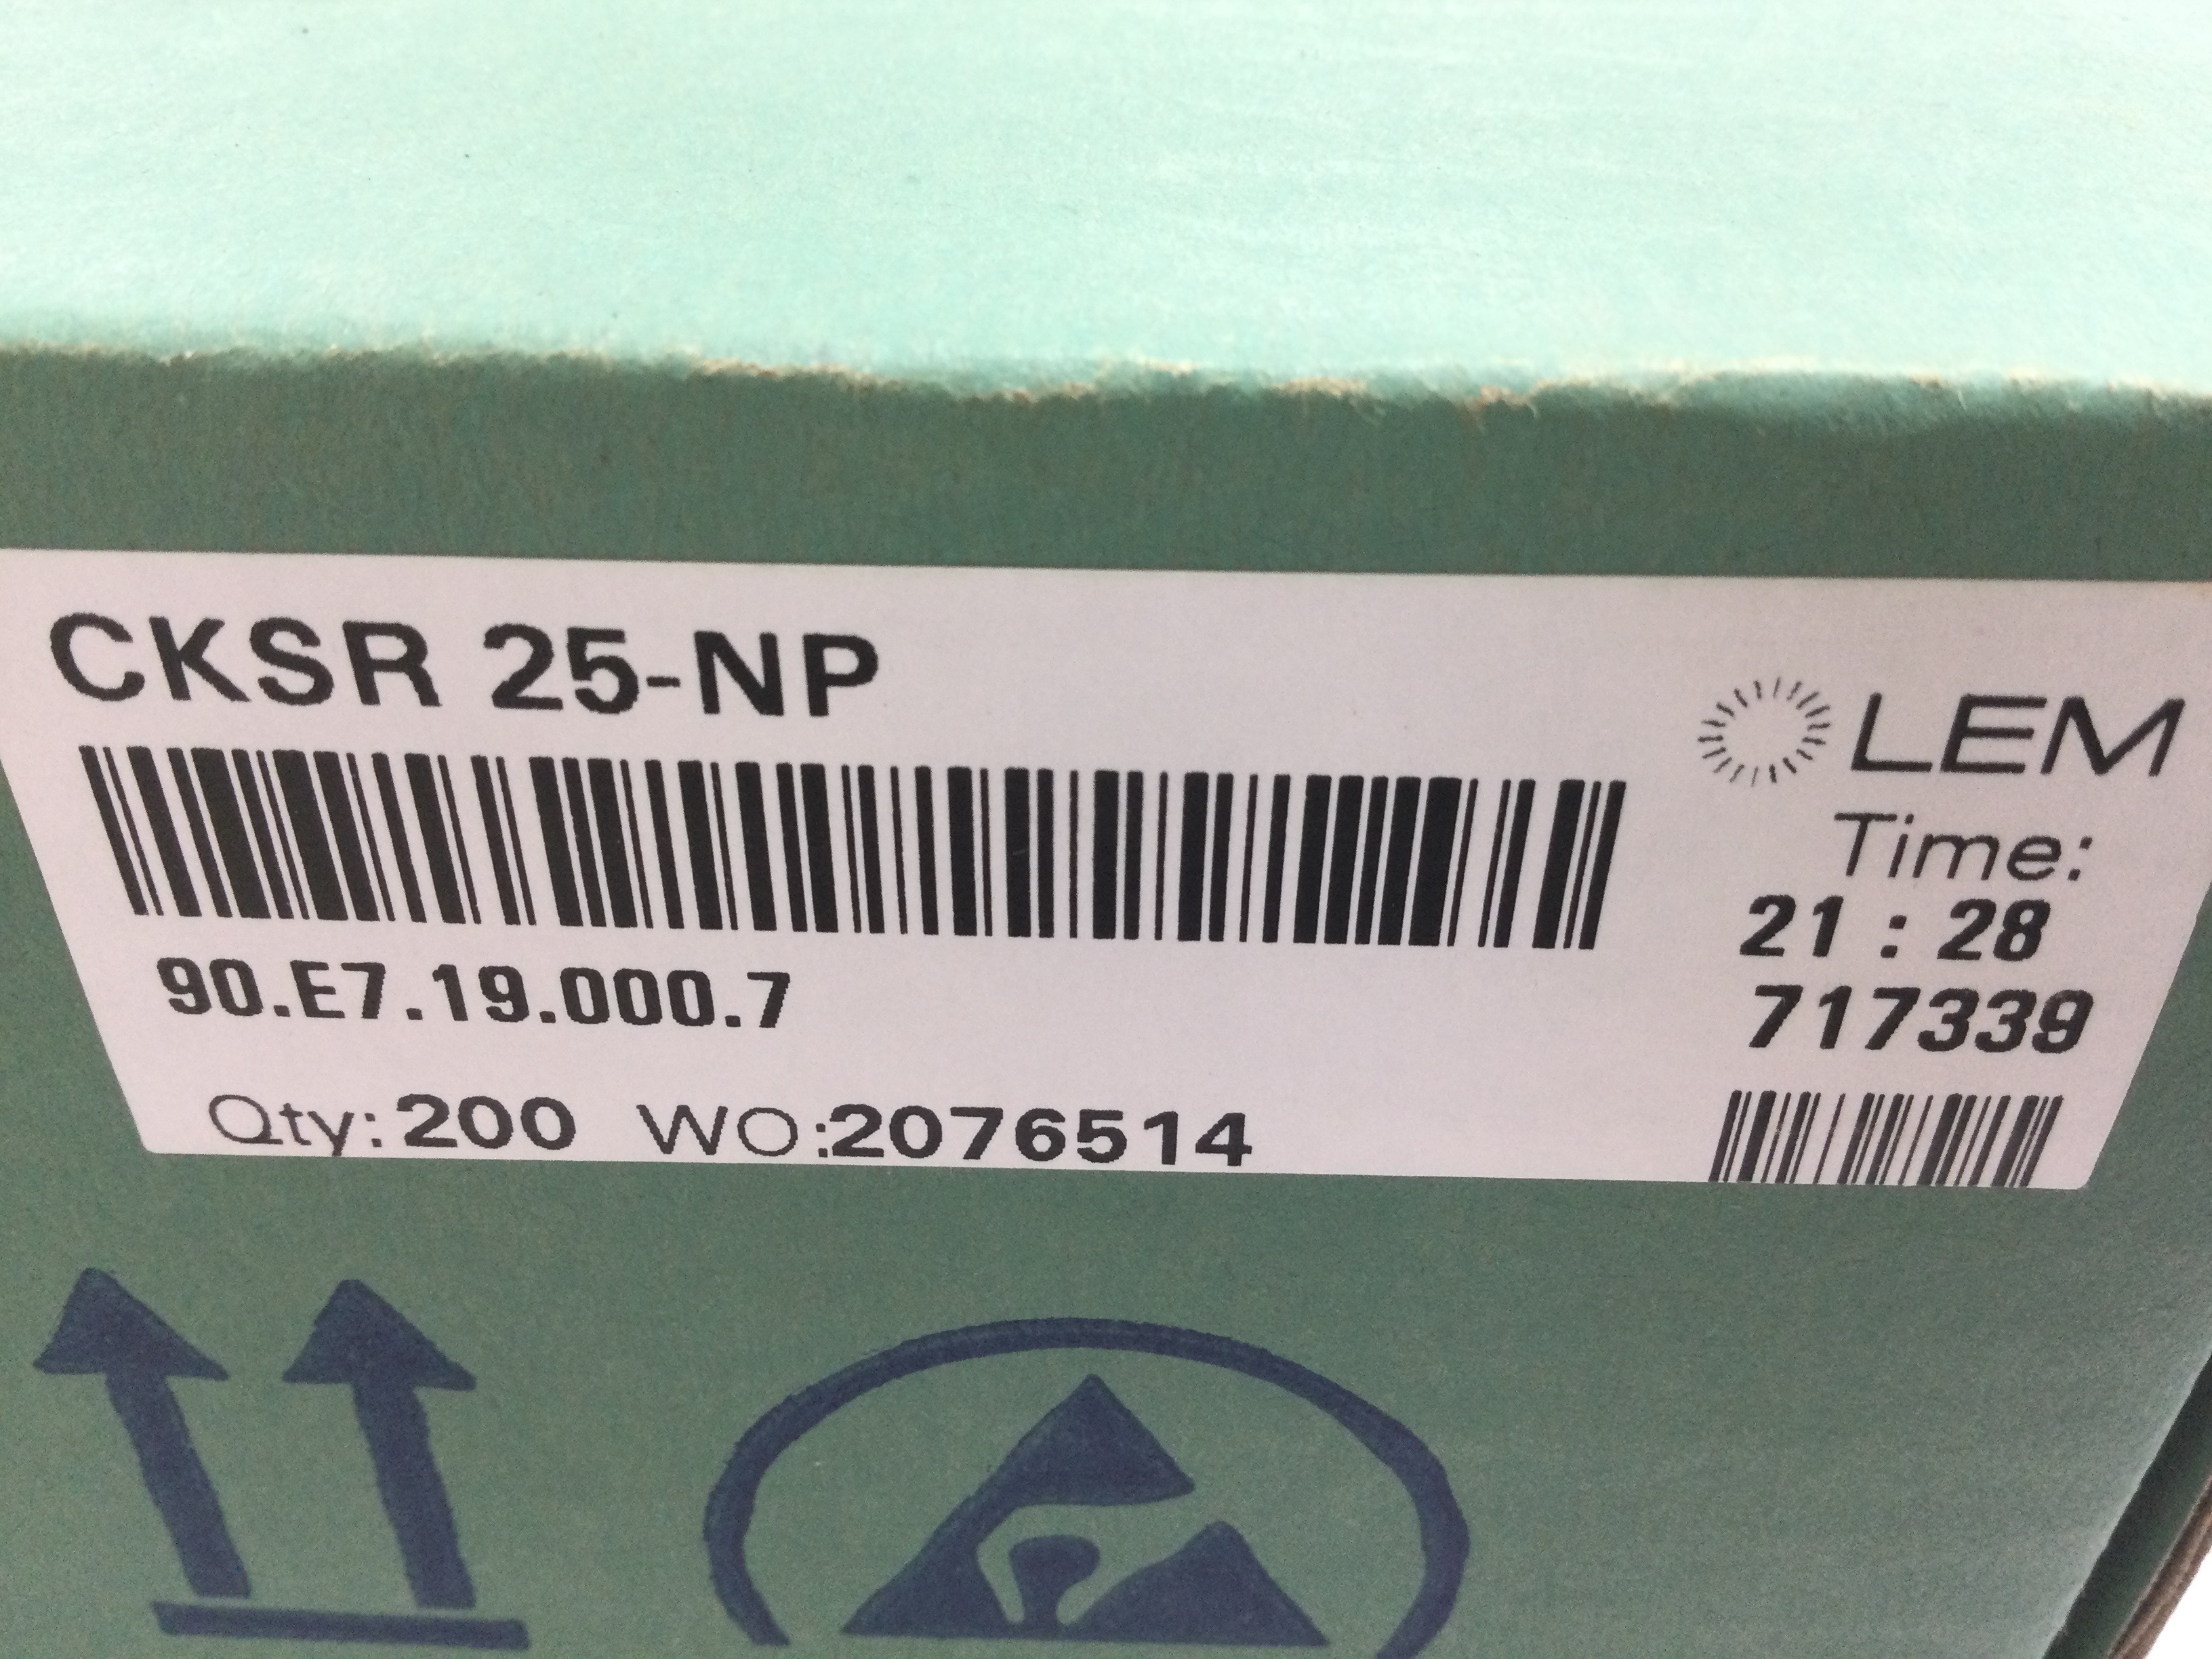 CKSR 25-NP
LEM
Time:
21 : 28
90.E7.19.000.7
717339
Qty: 200 WO:2076514